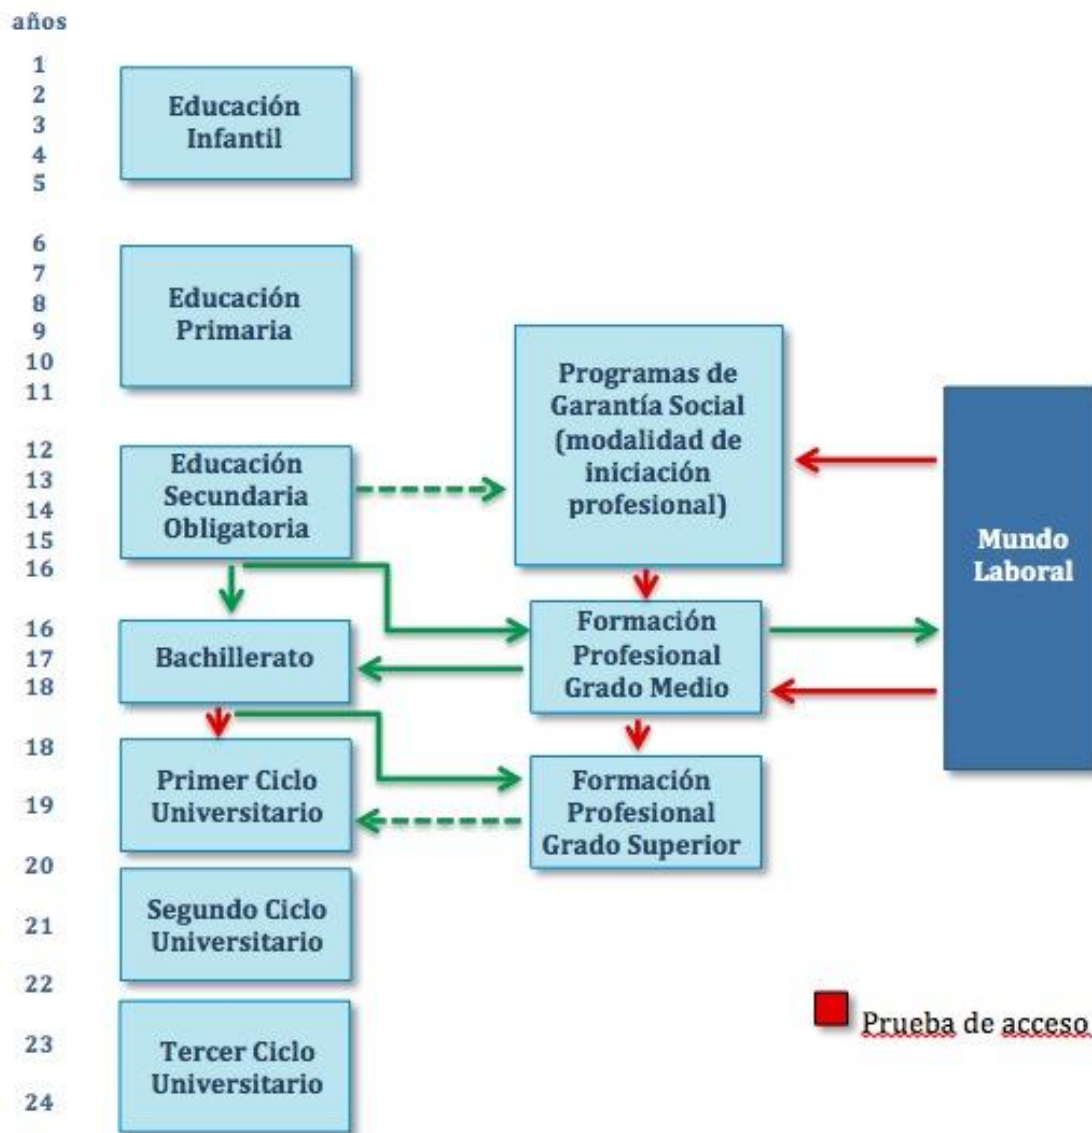 años
1
2
3
4
5
6
7
8
9
10
11
12
13
14
15
16
16
17
18
18
19
20
21
22
23
24
Educación
Infantil
Educación
Primaria
Educación
Secundaria
Obligatoria
Bachillerato
Primer Ciclo
Universitario
Segundo Ciclo
Universitario
Tercer Ciclo
Universitario
Programas de
Garantía Social
(modalidad de
iniciación
profesional)
Formación
Profesional
Grado Medio
Formación
Profesional
Grado Superior
Mundo
Laboral
Prueba de acceso